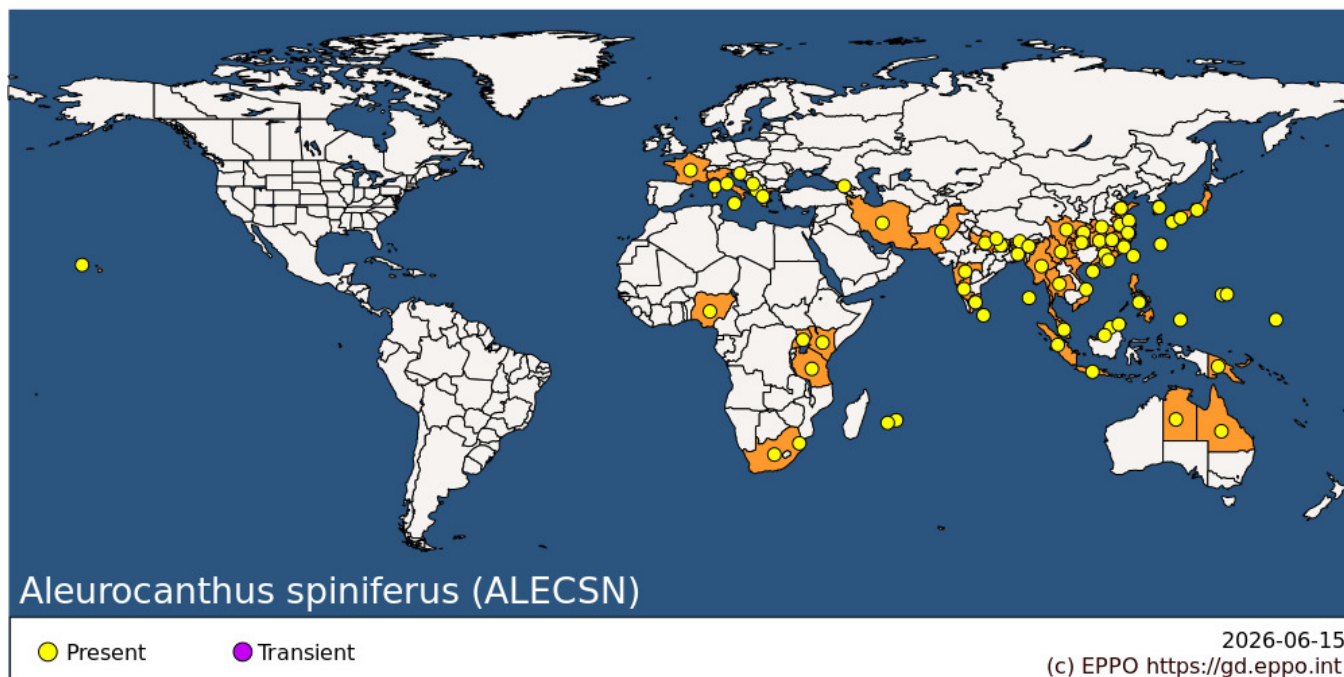 Aleurocanthus spiniferus (ALECSN)
Present
Transient
2026-06-15
(c) EPPO https://gd.eppo.int